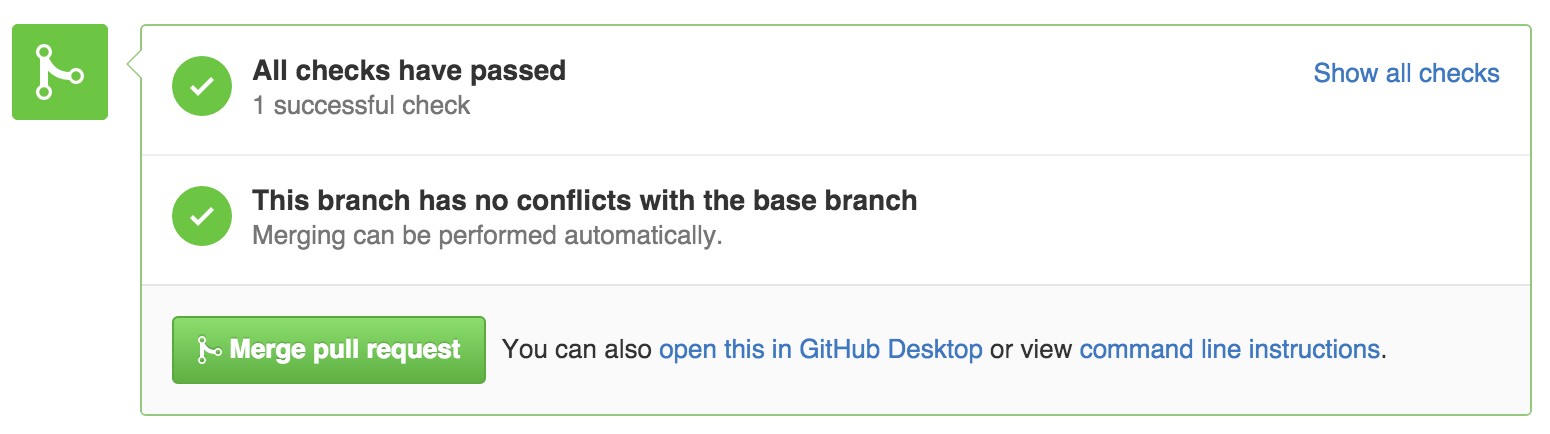 All checks have passed
Show all checks
1 successful check
This branch has no conflicts with the base branch
Merging can be performed automatically.
Merge pull request You can also open this in GitHub Desktop or view command line instructions.